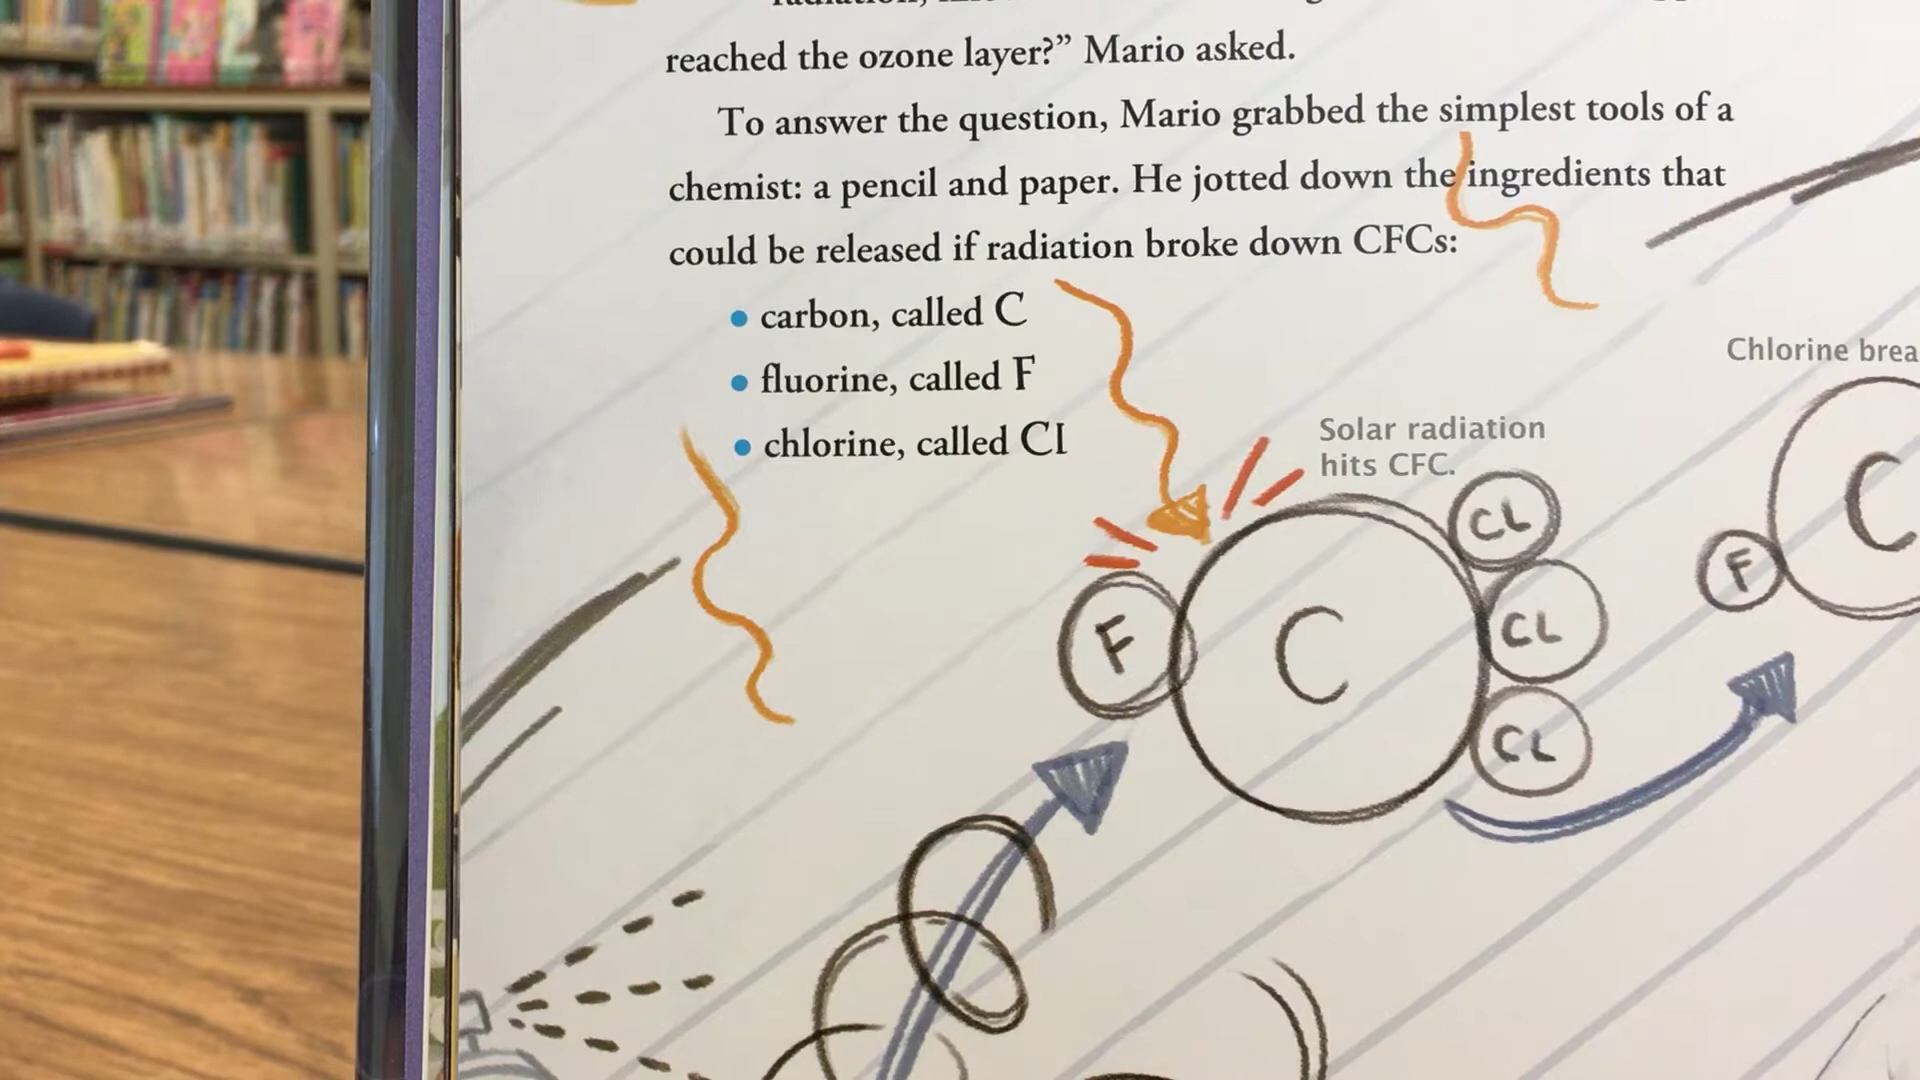 reached the ozone layer?” Mario asked.
To answer the question, Mario grabbed the simplest tools of a
chemist: a pencil and paper. He jotted down the ingredients that
could be released if radiation broke down CFCs:
• carbon, called C
• fluorine, called F
• chlorine, called Cl
Chlorine brea
Solar radiation
hits CFC.
CL
F
C
CL
CL
F
C